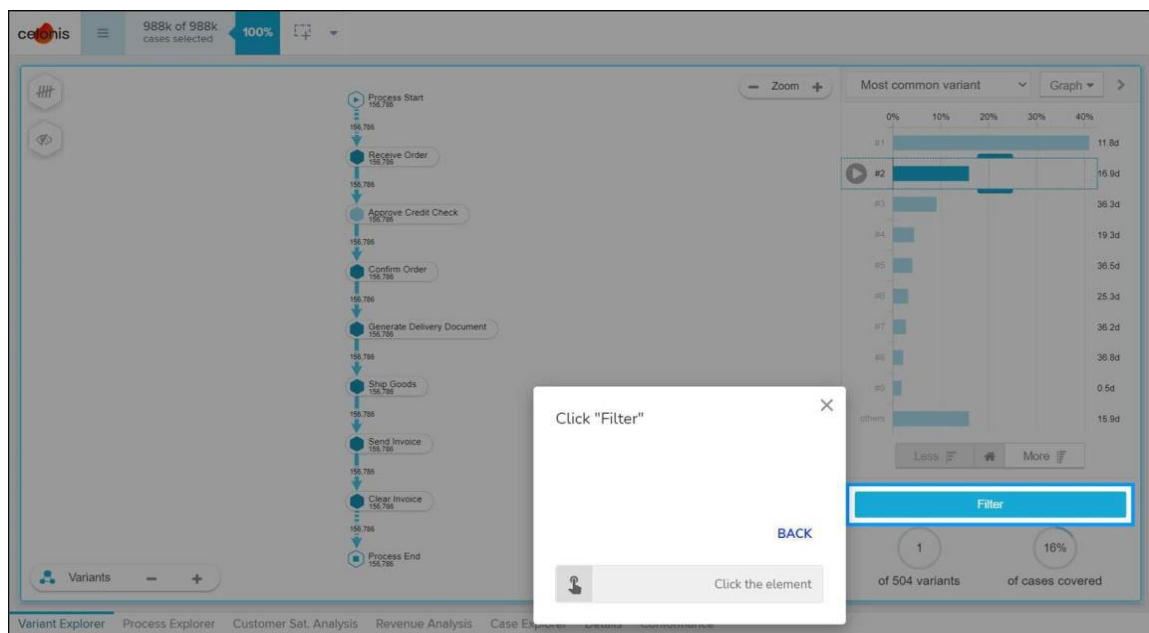 celonis
988k of 988k
cases selected
100%
Zoom
Most common variant
Graph
Process Start
156,786
156,786
Receive Order
156,786
156,786
Approve Credit Check
156,786
156,786
Confirm Order
156,786
156,786
Generate Delivery Document
156,786
156,786
Ship Goods
156,786
156,786
Send Invoice
156,786
156,786
Clear Invoice
156,786
156,786
Process End
156,786
0% 10% 20% 30% 40%
#1 11.8d
#2 16.9d
#3 36.3d
#4 19.3d
#5 36.5d
25.3d
#7 36.2d
36.8d
0.5d
others 15.9d
Less
More
Filter
1
16%
of 504 variants
of cases covered
Click "Filter"
BACK
Click the element
Variants
Variant Explorer Process Explorer Customer Sat. Analysis Revenue Analysis Case Explorer Details Conformance